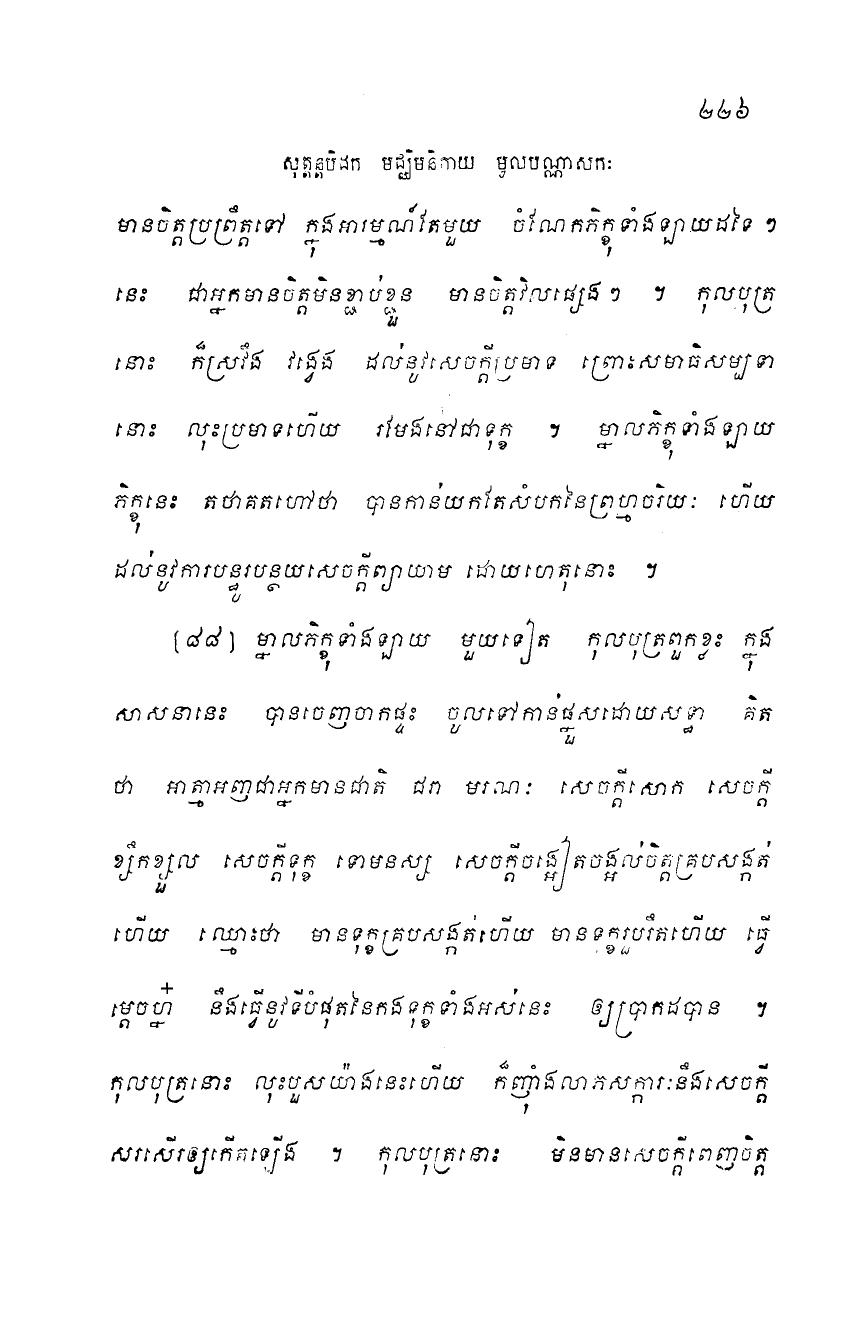 ២២៦
សុត្តន្តបិដក មជ្ឈិមនិកាយ មូលបណ្ណាសកៈ
មានចិត្តប្រព្រឹត្តទៅ ក្នុងអារម្មណ៍តែមួយ ចំណែកភិក្ខុទាំងឡាយដទៃ ៗ
នេះ ជាអ្នកមានចិត្តមិនខ្ជាប់ខ្ជួន មានចិត្តវិលផ្សេងៗ ។ កុលបុត្រ
នោះ ក៏ស្រវឹង វង្វេង ដល់នូវសេចក្តីប្រមាទ ព្រោះសមាធិសម្បទា
នោះ លុះប្រមាទហើយ រមែងនៅជាទុក្ខ ។ ម្នាលភិក្ខុទាំងឡាយ
ភិក្ខុនេះ តថាគតហៅថា បានកាន់យកតែសំបកនៃព្រហ្មចរិយៈ ហើយ
ដល់នូវការបន្ធូរបន្ថយសេចក្តីព្យាយាម ដោយហេតុនោះ ។
[៨៨] ម្នាលភិក្ខុទាំងឡាយ មួយទៀត កុលបុត្រពួកខ្លះ ក្នុង
សាសនានេះ បានចេញចាកផ្ទះ ចូលទៅកាន់ផ្នួសដោយសទ្ធា គិត
ថា អាត្មាអញជាអ្នកមានជាតិ ជរា មរណៈ សេចក្តីសោក សេចក្តី
ខ្សឹកខ្សួល សេចក្តីទុក្ខ ទោមនស្ស សេចក្តីចង្អៀតចង្អល់ចិត្តគ្របសង្កត់
ហើយ ឈ្មោះថា មានទុក្ខគ្របសង្កត់ហើយ មានទុក្ខរួបរឹតហើយ ធ្វើ
ម្តេចហ្ន៎ នឹងធ្វើនូវទីបំផុតនៃកងទុក្ខទាំងអស់នេះ ឲ្យប្រាកដបាន ។
កុលបុត្រនោះ លុះបួសយ៉ាងនេះហើយ ក៏ញ៉ាំងលាភសក្ការៈនឹងសេចក្តី
សរសើរឲ្យកើតឡើង ។ កុលបុត្រនោះ មិនមានសេចក្តីពេញចិត្ត